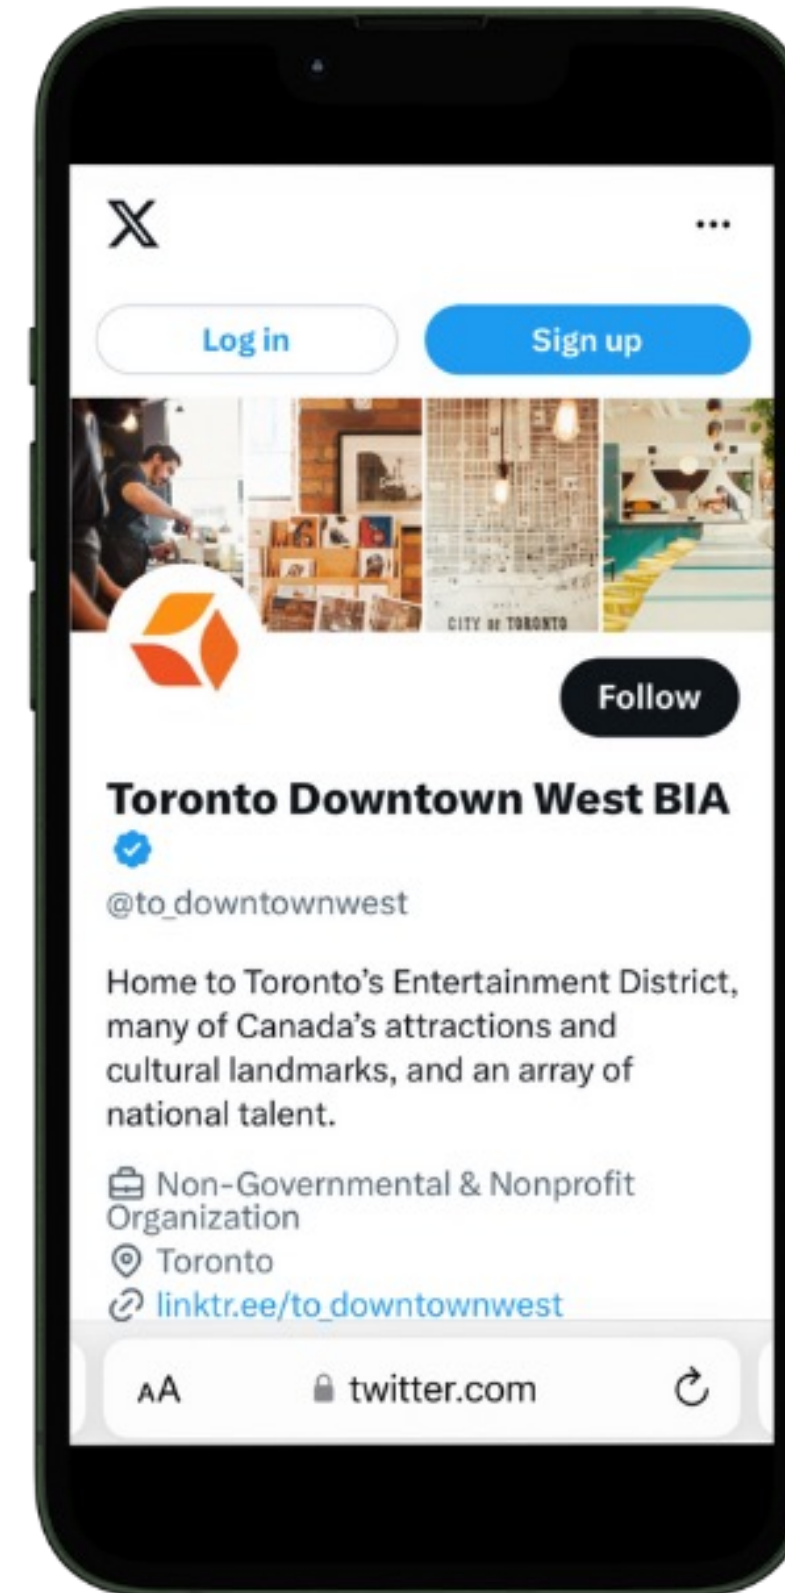 X
...
Log in
Sign up
CITY OF TORONTO
Follow
Toronto Downtown West BIA
@to_downtownwest
Home to Toronto’s Entertainment District,
many of Canada’s attractions and
cultural landmarks, and an array of
national talent.
Non-Governmental & Nonprofit
Organization
Toronto
linktr.ee/to_downtownwest
AA
twitter.com